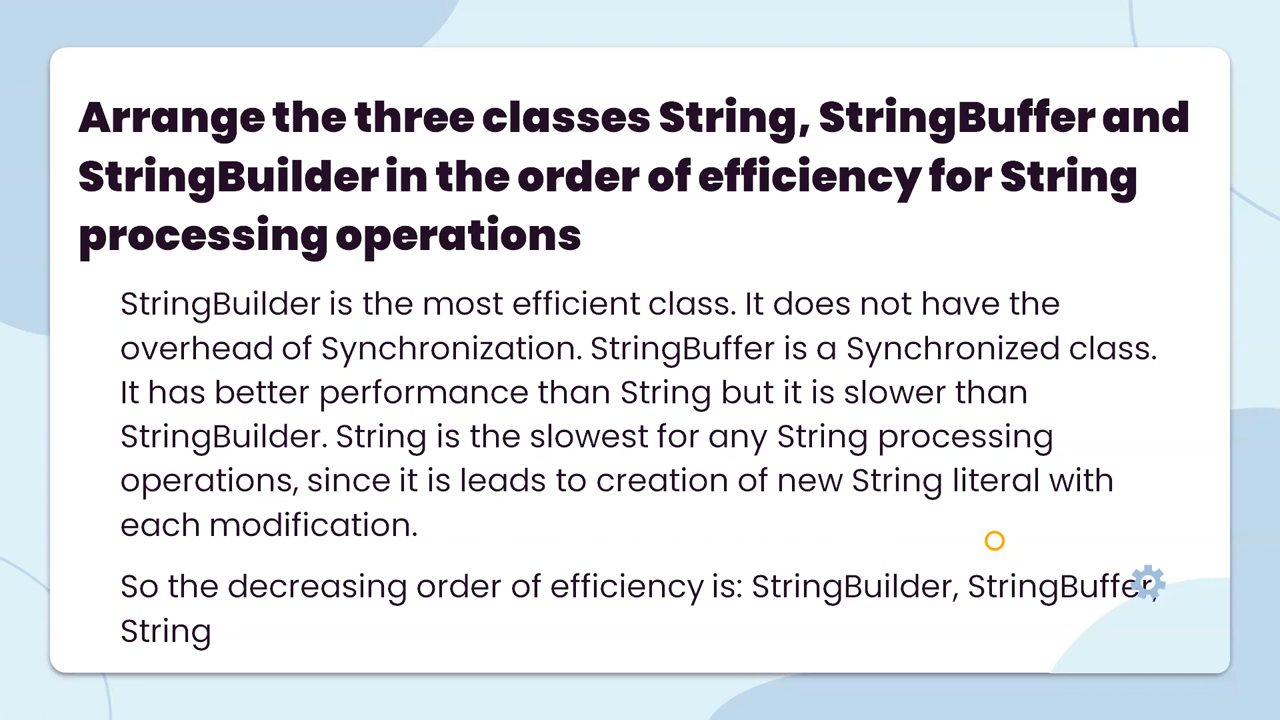 Arrange the three classes String, StringBuffer and
StringBuilder in the order of efficiency for String
processing operations
StringBuilder is the most efficient class. It does not have the
overhead of Synchronization. StringBuffer is a Synchronized class.
It has better performance than String but it is slower than
StringBuilder. String is the slowest for any String processing
operations, since it is leads to creation of new String literal with
each modification.
So the decreasing order of efficiency is: StringBuilder, StringBuffer,
String